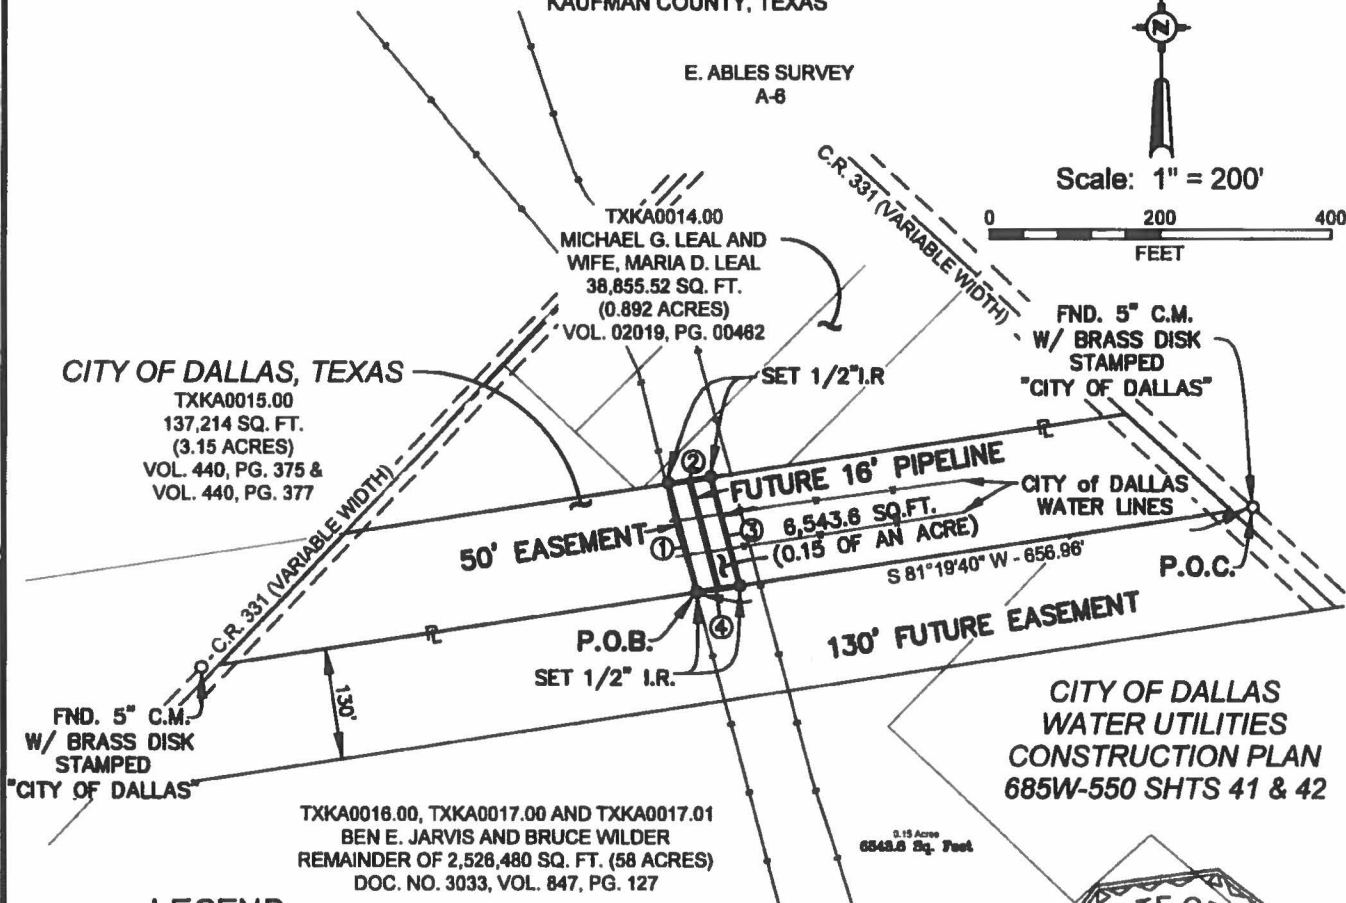 KAUFMAN COUNTY, TEXAS
E. ABLES SURVEY
A-6
N
Scale: 1" = 200'
0 200 400
FEET
C.R. 331 (VARIABLE WIDTH)
TXKA0014.00
MICHAEL G. LEAL AND
WIFE, MARIA D. LEAL
38,855.52 SQ. FT.
(0.892 ACRES)
VOL. 02019, PG. 00462
FND. 5" C.M.
W/ BRASS DISK
STAMPED
"CITY OF DALLAS"
CITY OF DALLAS, TEXAS
TXKA0015.00
137,214 SQ. FT.
(3.15 ACRES)
VOL. 440, PG. 375 &
VOL. 440, PG. 377
SET 1/2" I.R
PL
2
FUTURE 16' PIPELINE
CITY of DALLAS
WATER LINES
50' EASEMENT
1
3
6,543.6 SQ.FT.
(0.15 OF AN ACRE)
S 81°19'40" W - 656.96'
P.O.C.
C.R. 331 (VARIABLE WIDTH)
PL
P.O.B.
4
130' FUTURE EASEMENT
SET 1/2" I.R.
130'
FND. 5" C.M.
W/ BRASS DISK
STAMPED
"CITY OF DALLAS"
CITY OF DALLAS
WATER UTILITIES
CONSTRUCTION PLAN
685W-550 SHTS 41 & 42
TXKA0016.00, TXKA0017.00 AND TXKA0017.01
BEN E. JARVIS AND BRUCE WILDER
REMAINDER OF 2,526,480 SQ. FT. (58 ACRES)
DOC. NO. 3033, VOL. 847, PG. 127
0.15 Acres
6543.6 Sq. Feet
LEGEND